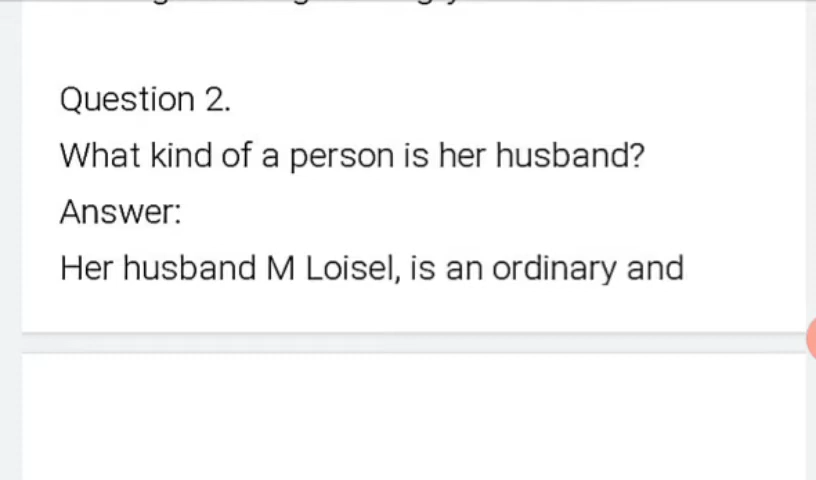 Question 2.
What kind of a person is her husband?
Answer:
Her husband M Loisel, is an ordinary and